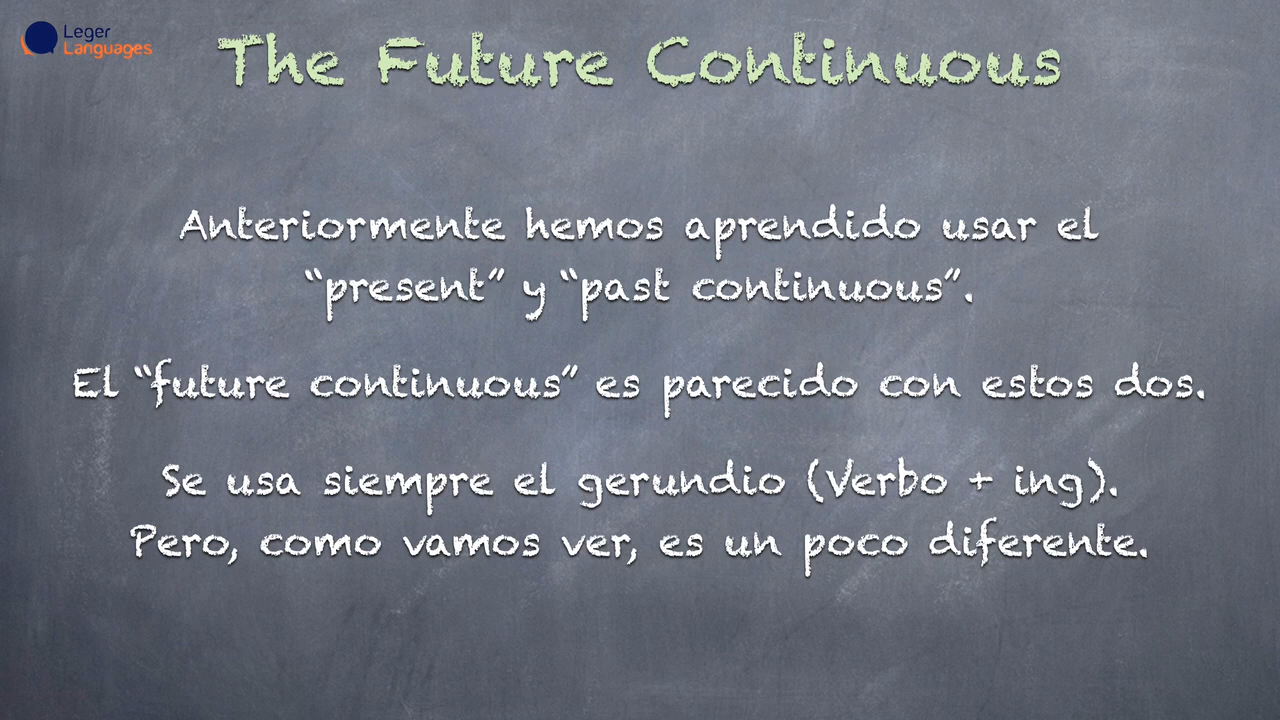 Leger
Languages
The Future Continuous
Anteriormente hemos aprendido usar el
“present” y “past continuous”.
El “future continuous” es parecido con estos dos.
Se usa siempre el gerundio (Verbo + ing).
Pero, como vamos ver, es un poco diferente.